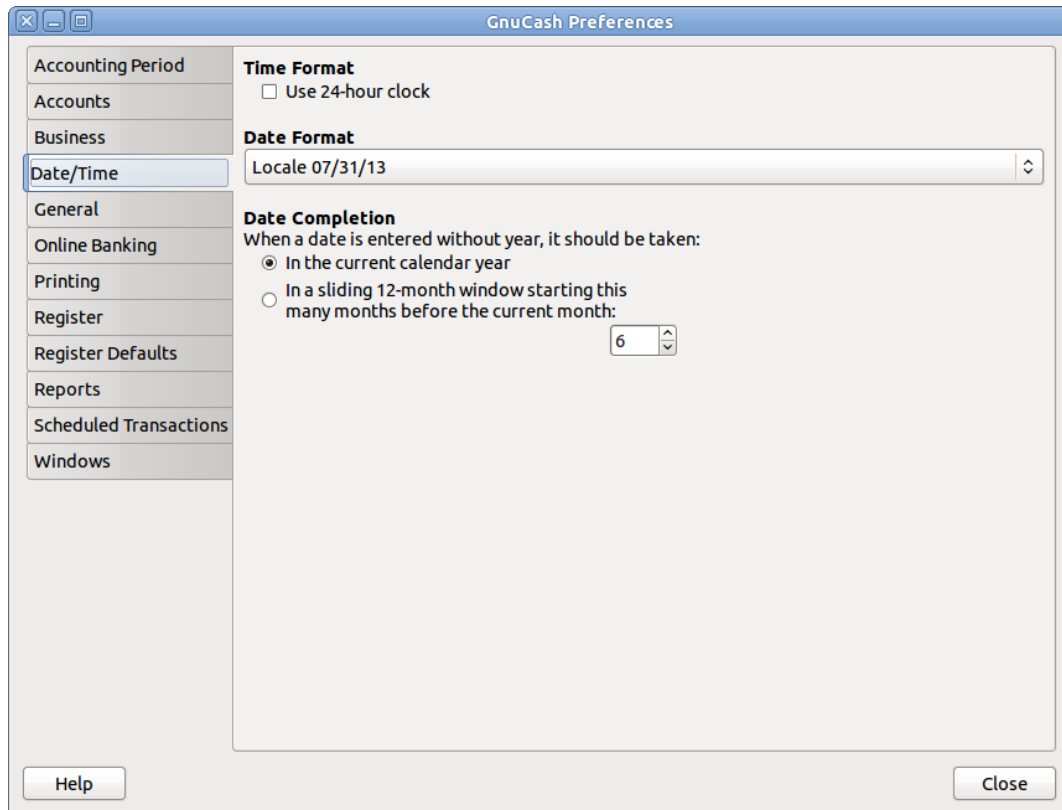 GnuCash Preferences
Accounting Period
Accounts
Business
Date/Time
General
Online Banking
Printing
Register
Register Defaults
Reports
Scheduled Transactions
Windows
Time Format
Use 24-hour clock
Date Format
Locale 07/31/13
Date Completion
When a date is entered without year, it should be taken:
In the current calendar year
In a sliding 12-month window starting this
many months before the current month:
6
Help
Close